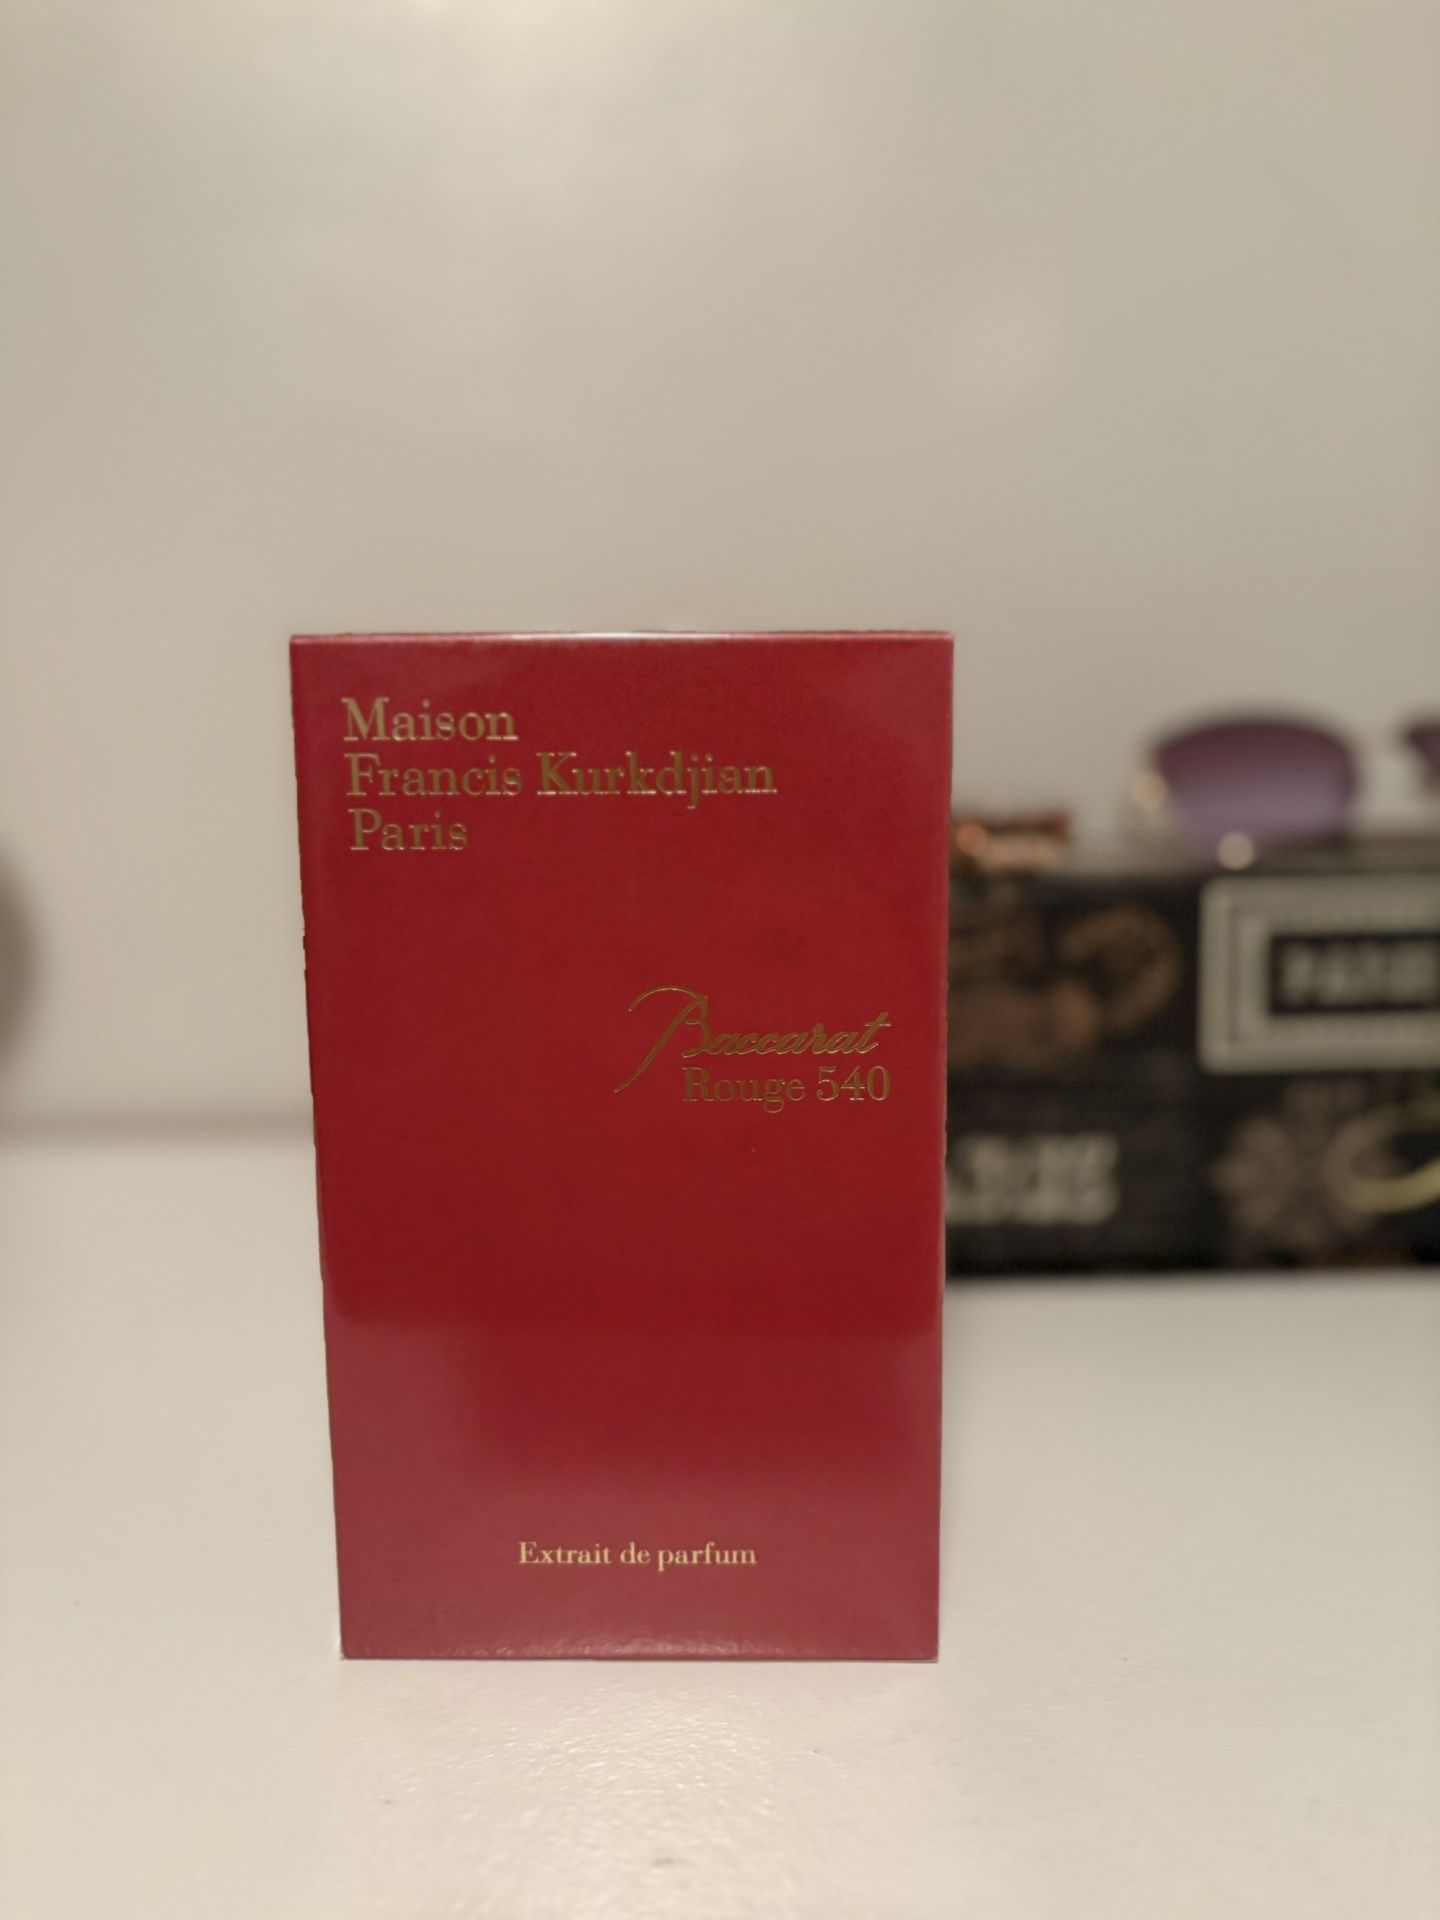 Maison
Francis Kurkdjian
Paris
Baccarat
Rouge 540
Extrait de parfum